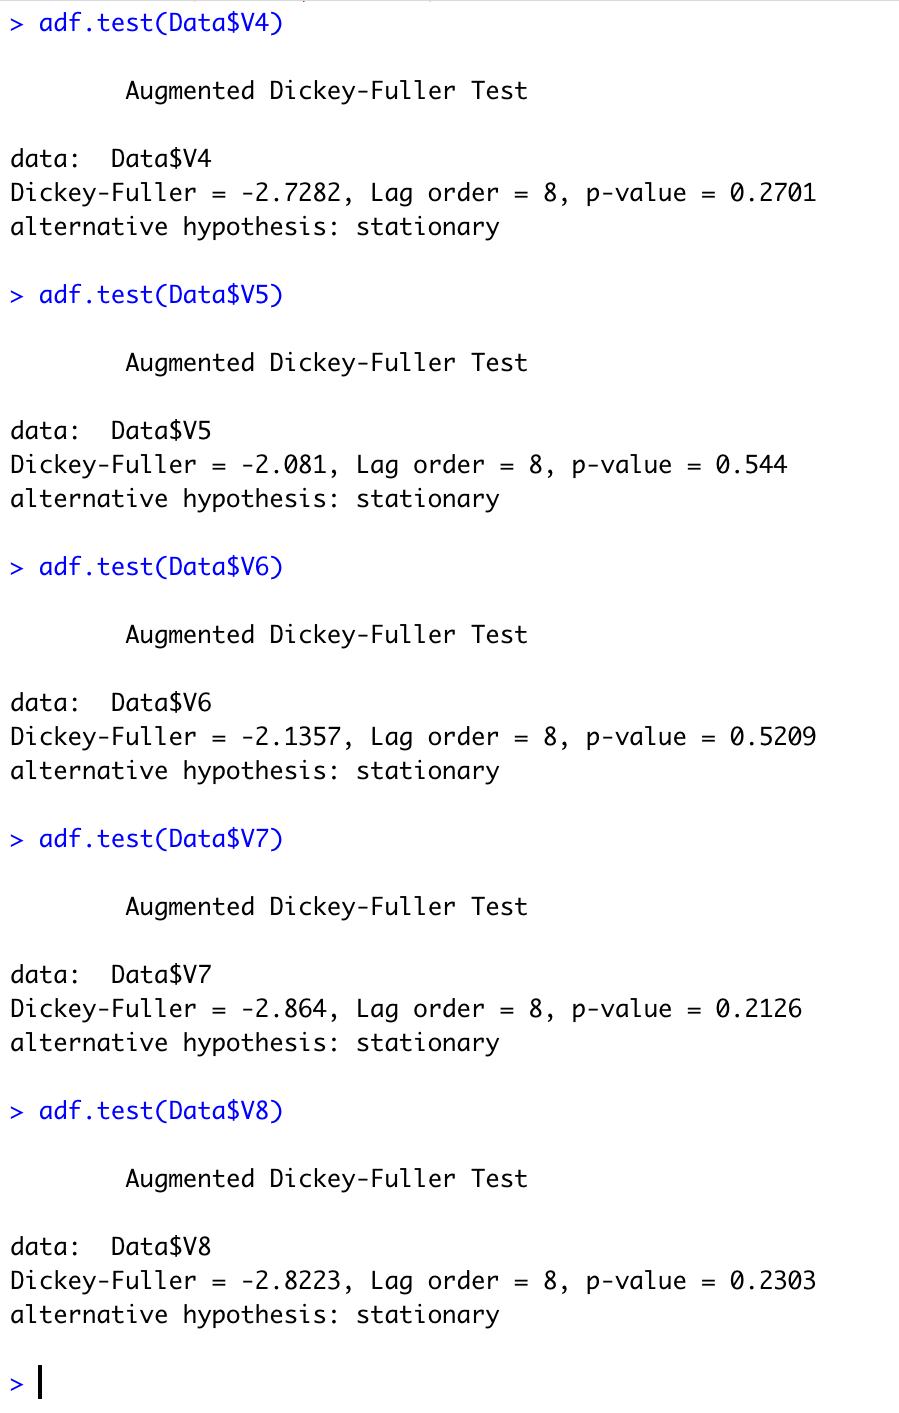 > adf.test(Data$V4)
Augmented Dickey-Fuller Test
data:  Data$V4
Dickey-Fuller = -2.7282, Lag order = 8, p-value = 0.2701
alternative hypothesis: stationary
> adf.test(Data$V5)
Augmented Dickey-Fuller Test
data:  Data$V5
Dickey-Fuller = -2.081, Lag order = 8, p-value = 0.544
alternative hypothesis: stationary
> adf.test(Data$V6)
Augmented Dickey-Fuller Test
data:  Data$V6
Dickey-Fuller = -2.1357, Lag order = 8, p-value = 0.5209
alternative hypothesis: stationary
> adf.test(Data$V7)
Augmented Dickey-Fuller Test
data:  Data$V7
Dickey-Fuller = -2.864, Lag order = 8, p-value = 0.2126
alternative hypothesis: stationary
> adf.test(Data$V8)
Augmented Dickey-Fuller Test
data:  Data$V8
Dickey-Fuller = -2.8223, Lag order = 8, p-value = 0.2303
alternative hypothesis: stationary
>